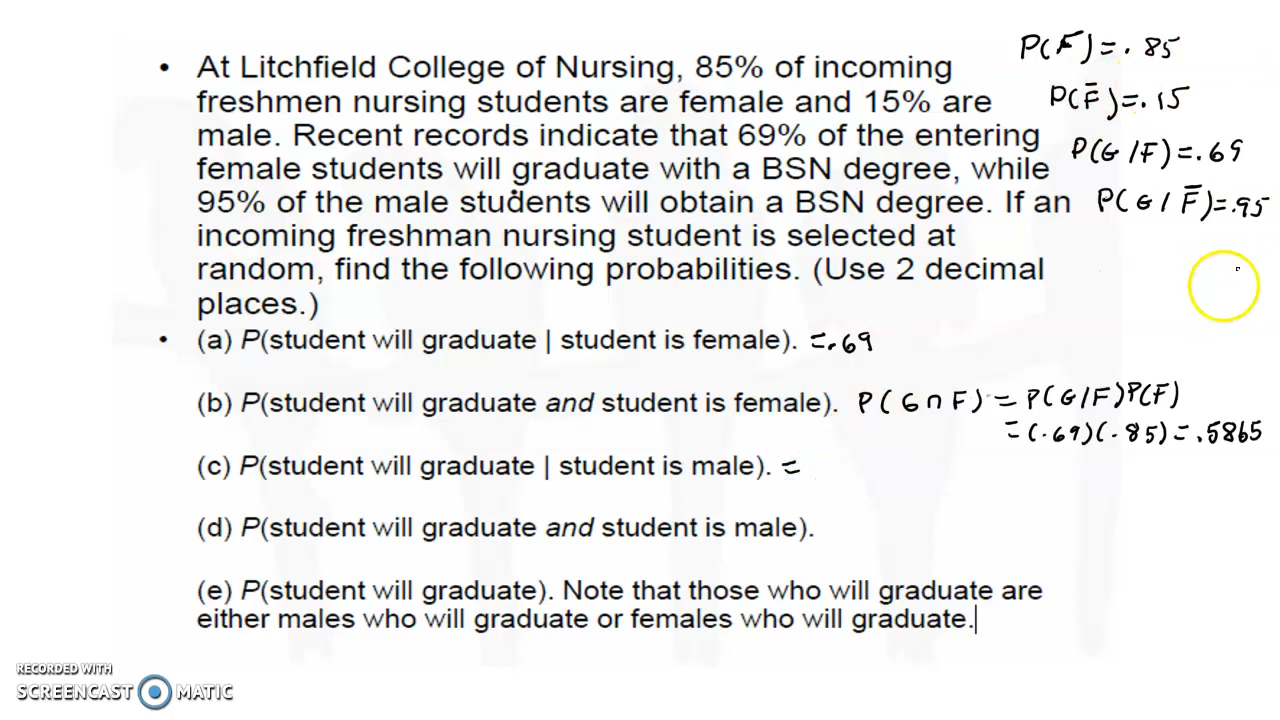 P(F)=.85
• At Litchfield College of Nursing, 85% of incoming
freshmen nursing students are female and 15% are
P(F̅)=.15
male. Recent records indicate that 69% of the entering
P(G/F)=.69
female students will graduate with a BSN degree, while
95% of the male students will obtain a BSN degree. If an
P(G/F̅)=.95
incoming freshman nursing student is selected at
random, find the following probabilities. (Use 2 decimal
places.)
• (a) P(student will graduate | student is female). =.69
(b) P(student will graduate and student is female). P(G∩F) = P(G/F)P(F)
=(.69)(.85)=.5865
(c) P(student will graduate | student is male). =
(d) P(student will graduate and student is male).
(e) P(student will graduate). Note that those who will graduate are
either males who will graduate or females who will graduate.
RECORDED WITH
SCREENCAST MATIC